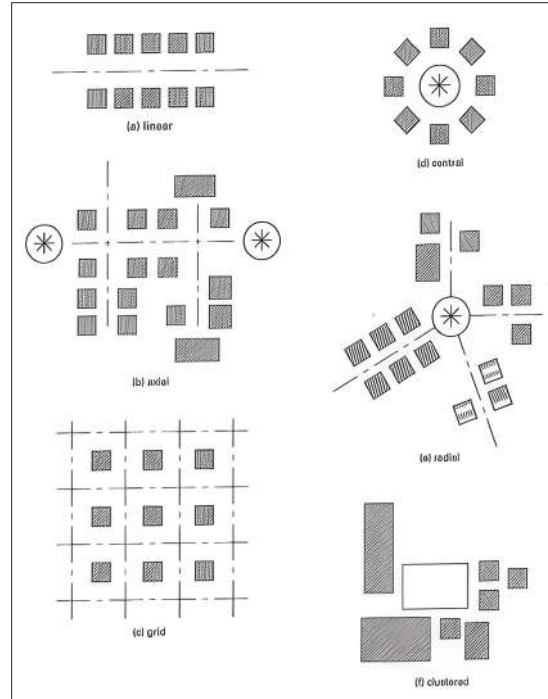 (a) linear
(b) axial
(c) grid
(d) central
(e) radial
(f) clustered